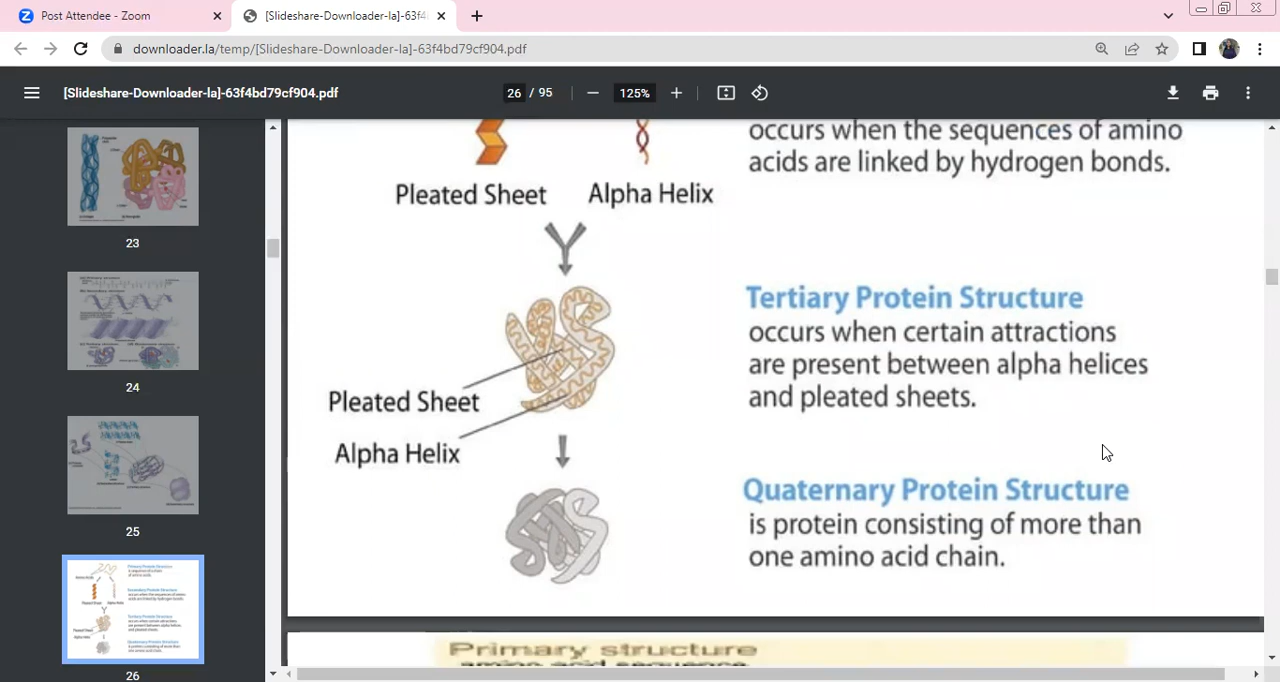 Post Attendee - Zoom
[Slideshare-Downloader-la]-63f4
downloader.la/temp/[Slideshare-Downloader-la]-63f4bd79cf904.pdf
[Slideshare-Downloader-la]-63f4bd79cf904.pdf
26 / 95
125%
occurs when the sequences of amino
acids are linked by hydrogen bonds.
Pleated Sheet
Alpha Helix
Tertiary Protein Structure
occurs when certain attractions
are present between alpha helices
and pleated sheets.
Pleated Sheet
Alpha Helix
Quaternary Protein Structure
is protein consisting of more than
one amino acid chain.
Primary structure
amino acid sequence
23
24
25
26